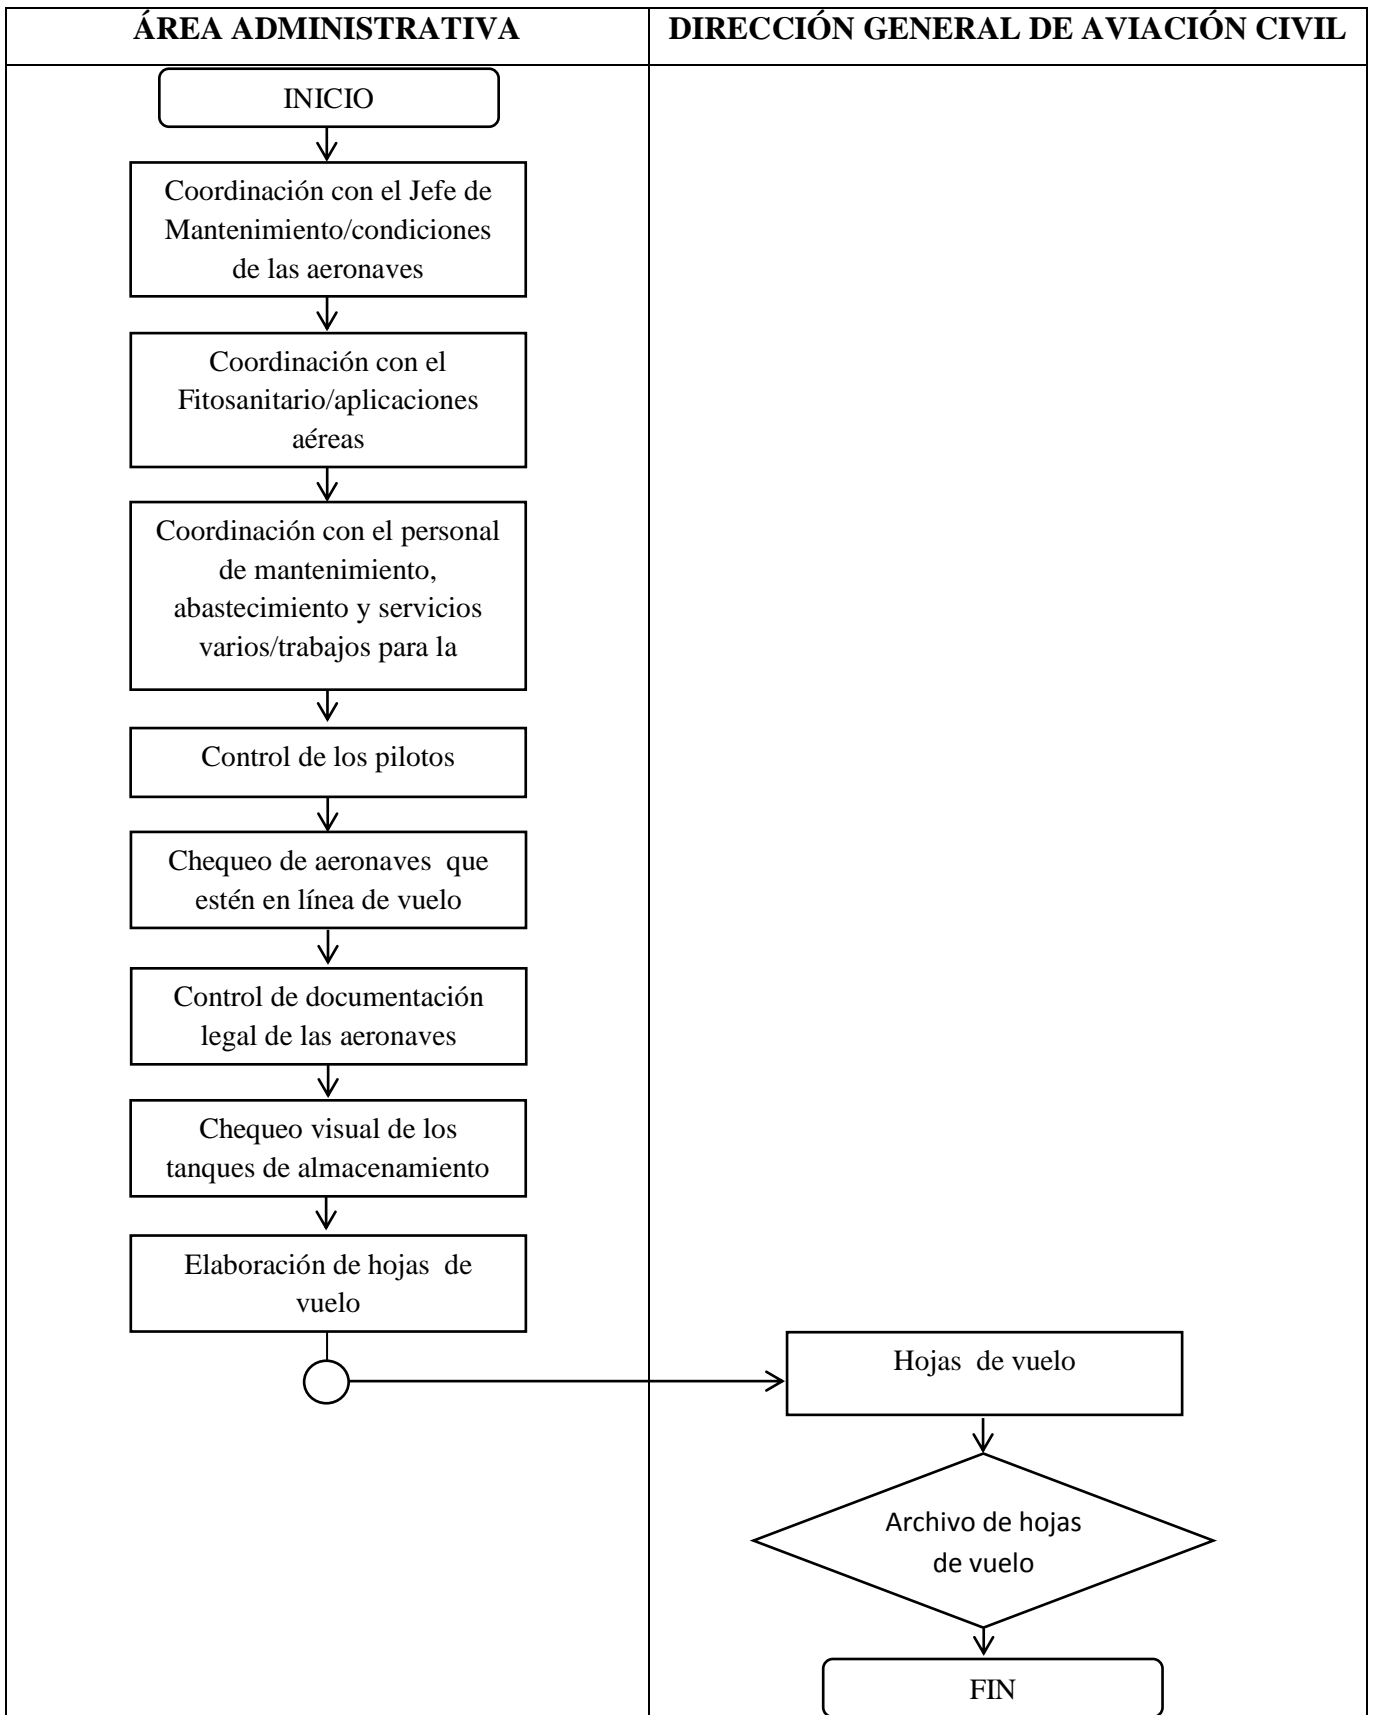 ÁREA ADMINISTRATIVA
DIRECCIÓN GENERAL DE AVIACIÓN CIVIL
INICIO
Coordinación con el Jefe de
Mantenimiento/condiciones
de las aeronaves
Coordinación con el
Fitosanitario/aplicaciones
aéreas
Coordinación con el personal
de mantenimiento,
abastecimiento y servicios
varios/trabajos para la
Control de los pilotos
Chequeo de aeronaves que
estén en línea de vuelo
Control de documentación
legal de las aeronaves
Chequeo visual de los
tanques de almacenamiento
Elaboración de hojas de
vuelo
Hojas de vuelo
Archivo de hojas
de vuelo
FIN